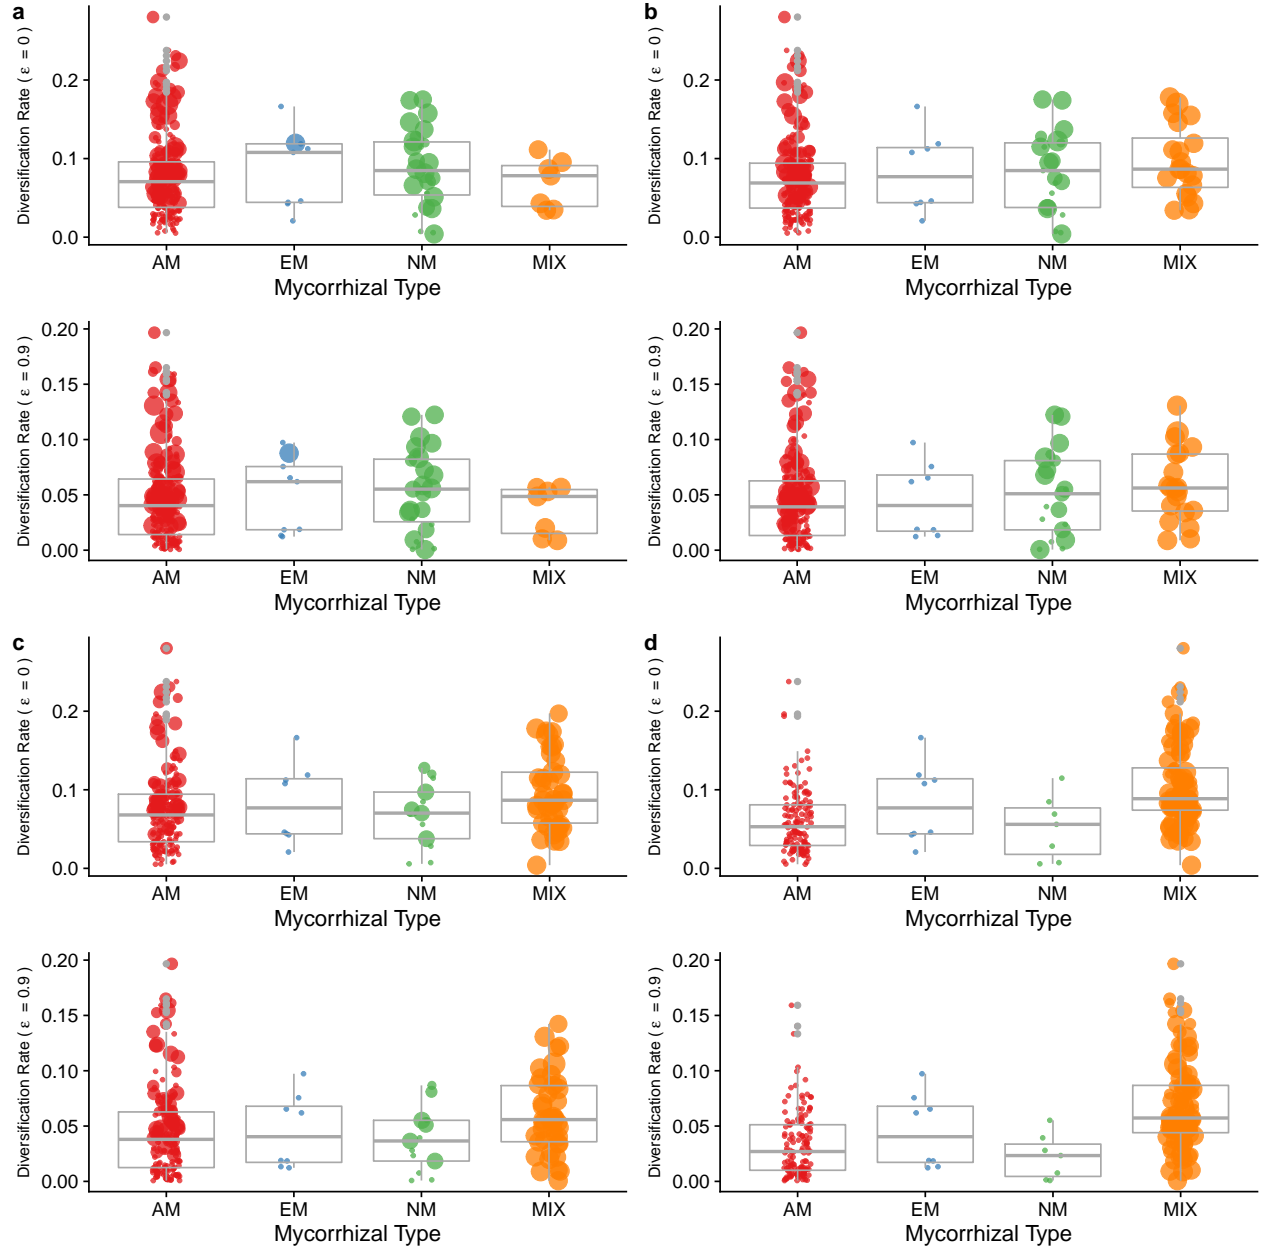 a
Diversification Rate ( ε = 0 )
0.2
0.1
0.0
AM EM NM MIX
Mycorrhizal Type
b
Diversification Rate ( ε = 0 )
0.2
0.1
0.0
AM EM NM MIX
Mycorrhizal Type
Diversification Rate ( ε = 0.9 )
0.20
0.15
0.10
0.05
0.00
AM EM NM MIX
Mycorrhizal Type
Diversification Rate ( ε = 0.9 )
0.20
0.15
0.10
0.05
0.00
AM EM NM MIX
Mycorrhizal Type
c
Diversification Rate ( ε = 0 )
0.2
0.1
0.0
AM EM NM MIX
Mycorrhizal Type
d
Diversification Rate ( ε = 0 )
0.2
0.1
0.0
AM EM NM MIX
Mycorrhizal Type
Diversification Rate ( ε = 0.9 )
0.20
0.15
0.10
0.05
0.00
AM EM NM MIX
Mycorrhizal Type
Diversification Rate ( ε = 0.9 )
0.20
0.15
0.10
0.05
0.00
AM EM NM MIX
Mycorrhizal Type